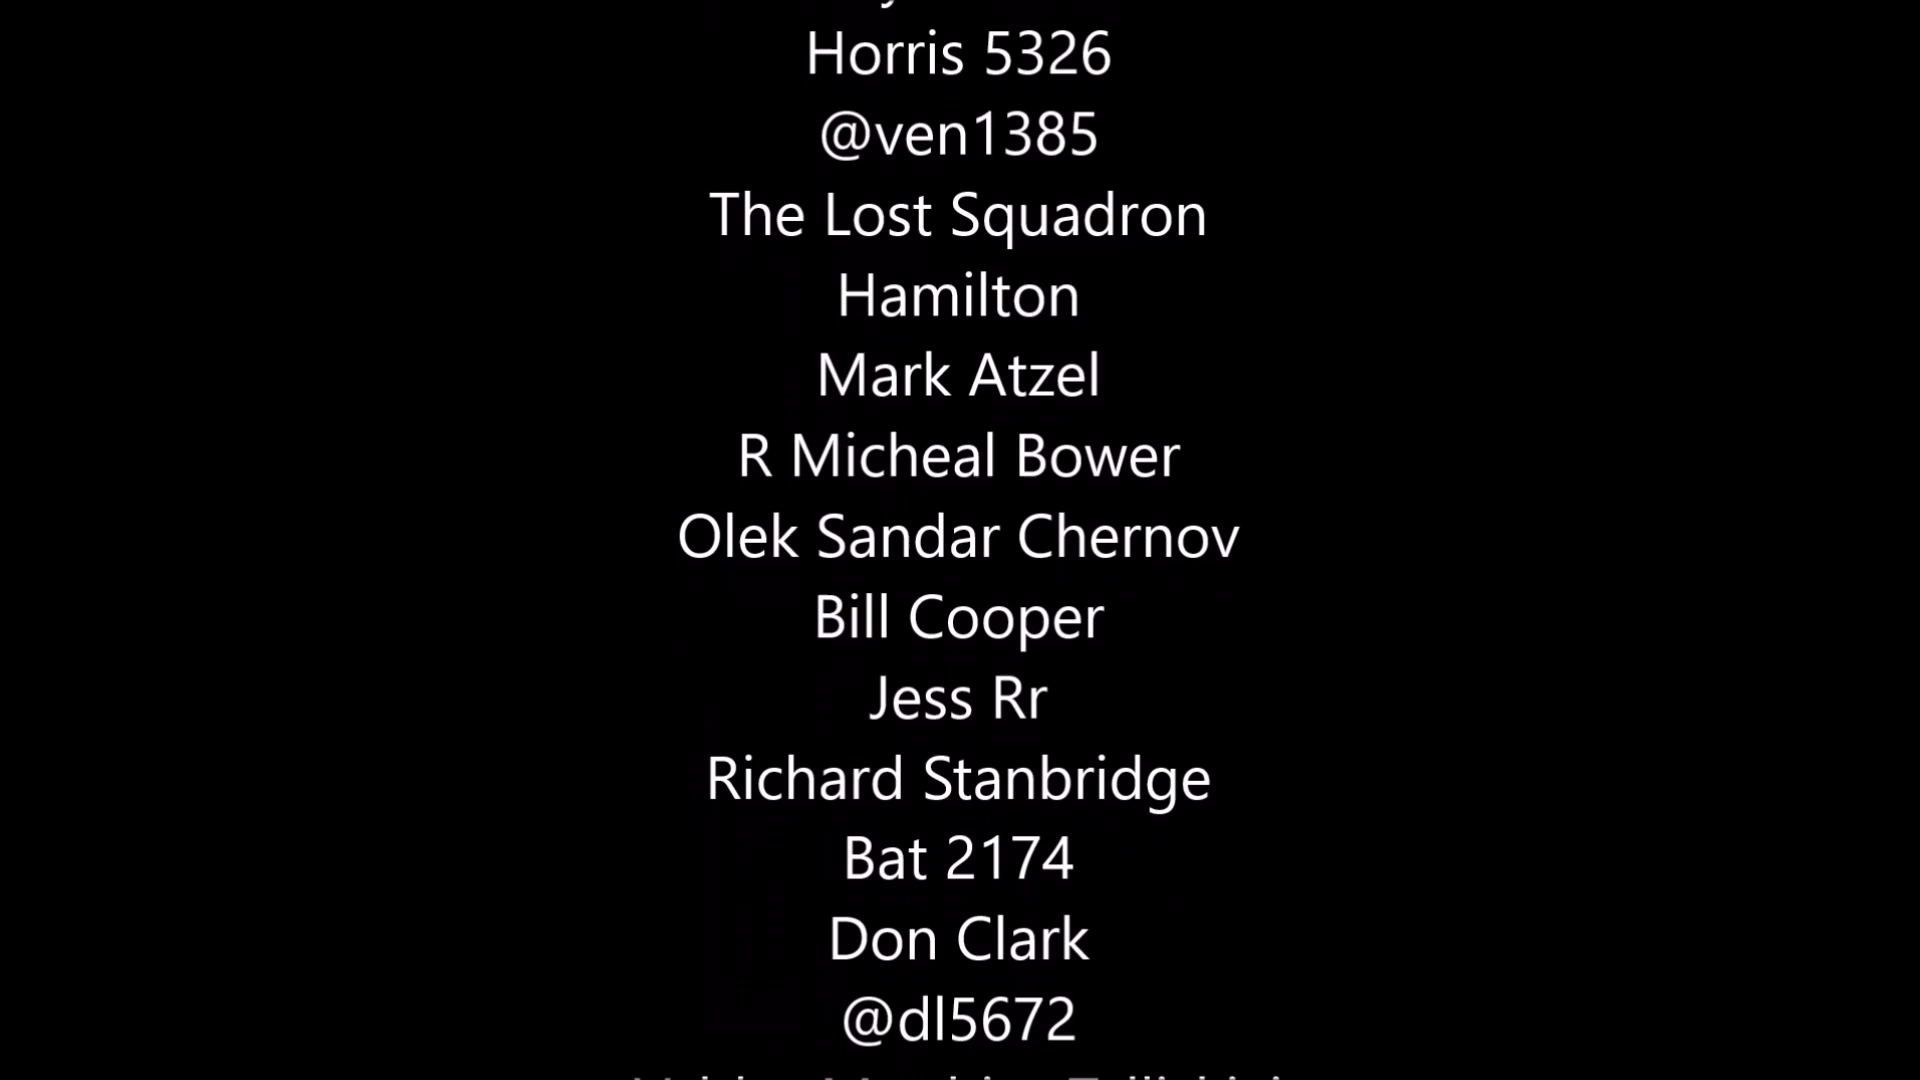 Horris 5326
@ven1385
The Lost Squadron
Hamilton
Mark Atzel
R Micheal Bower
Olek Sandar Chernov
Bill Cooper
Jess Rr
Richard Stanbridge
Bat 2174
Don Clark
@dl5672